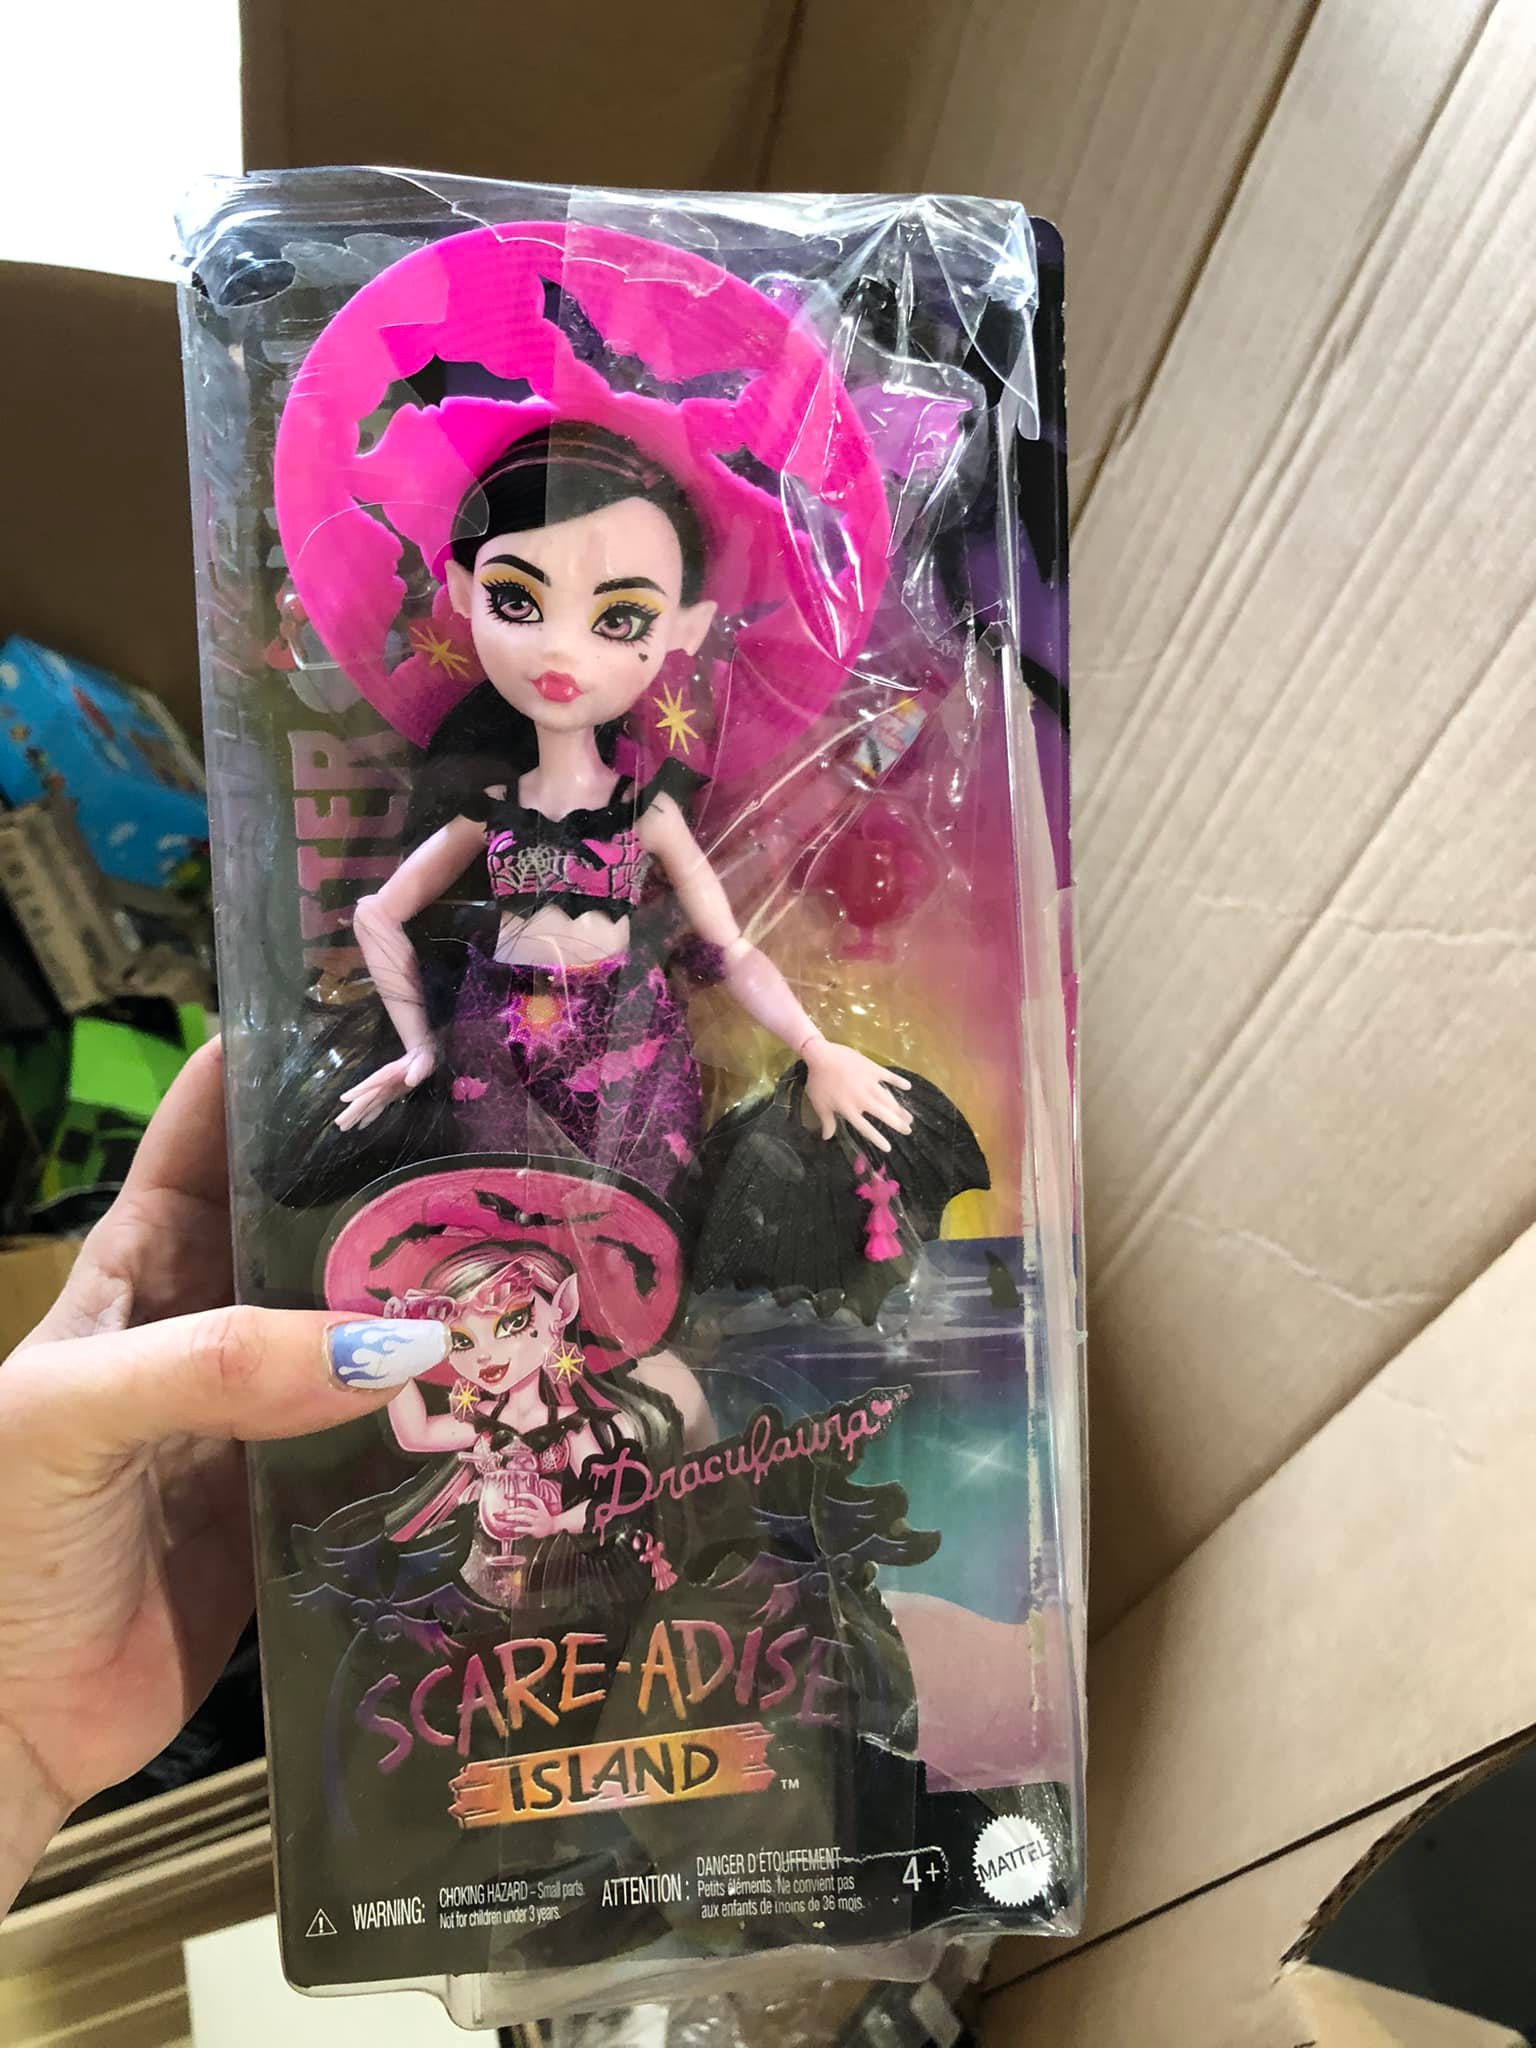 Draculaura
SCARE-ADISE
ISLAND
TM
WARNING:
CHOKING HAZARD - Small parts.
Not for children under 3 years.
ATTENTION :
DANGER D'ÉTOUFFEMENT
Petits éléments. Ne convient pas
aux enfants de moins de 36 mois.
4+
MATTEL